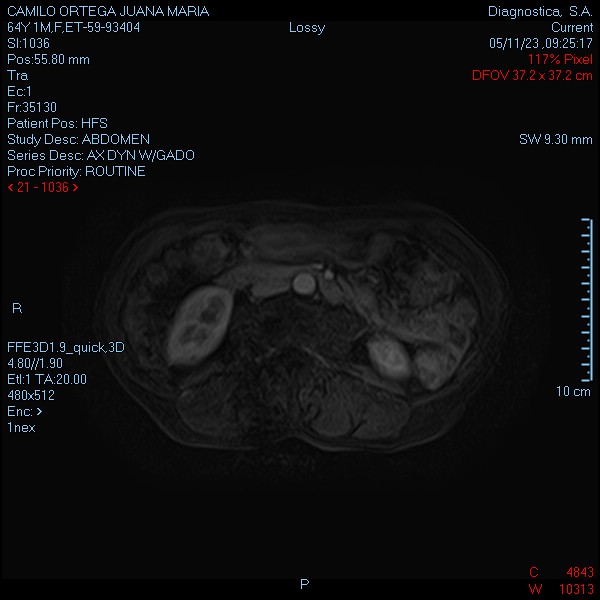 CAMILO ORTEGA JUANA MARIA
64Y 1M,F,ET-59-93404
SI:1036
Pos:55.80 mm
Tra
Ec:1
Fr:35130
Patient Pos: HFS
Study Desc: ABDOMEN
Series Desc: AX DYN W/GADO
Proc Priority: ROUTINE
< 21 - 1036 >
Lossy
Diagnostica, S.A.
Current
05/11/23 ,09:25:17
117% Pixel
DFOV 37.2 x 37.2 cm
SW 9.30 mm
R
FFE3D1.9_quick,3D
4.80//1.90
Etl:1 TA:20.00
480x512
Enc: >
1nex
10 cm
P
C 4843
W 10313